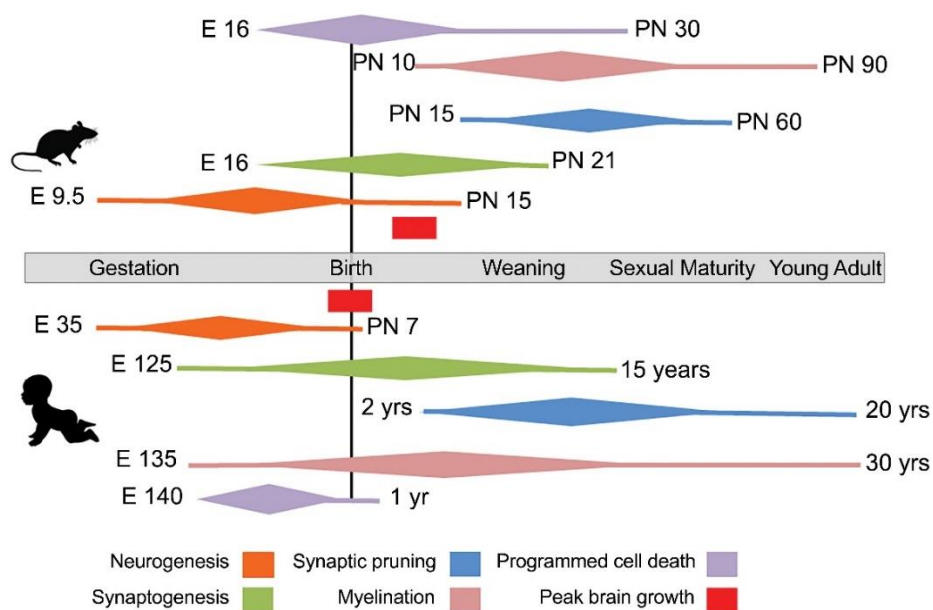 E 16 PN 30
PN 10 PN 90
PN 15 PN 60
E 16 PN 21
E 9.5 PN 15
Gestation Birth Weaning Sexual Maturity Young Adult
E 35 PN 7
E 125 15 years
2 yrs 20 yrs
E 135 30 yrs
E 140 1 yr
Neurogenesis Synaptic pruning Programmed cell death
Synaptogenesis Myelination Peak brain growth